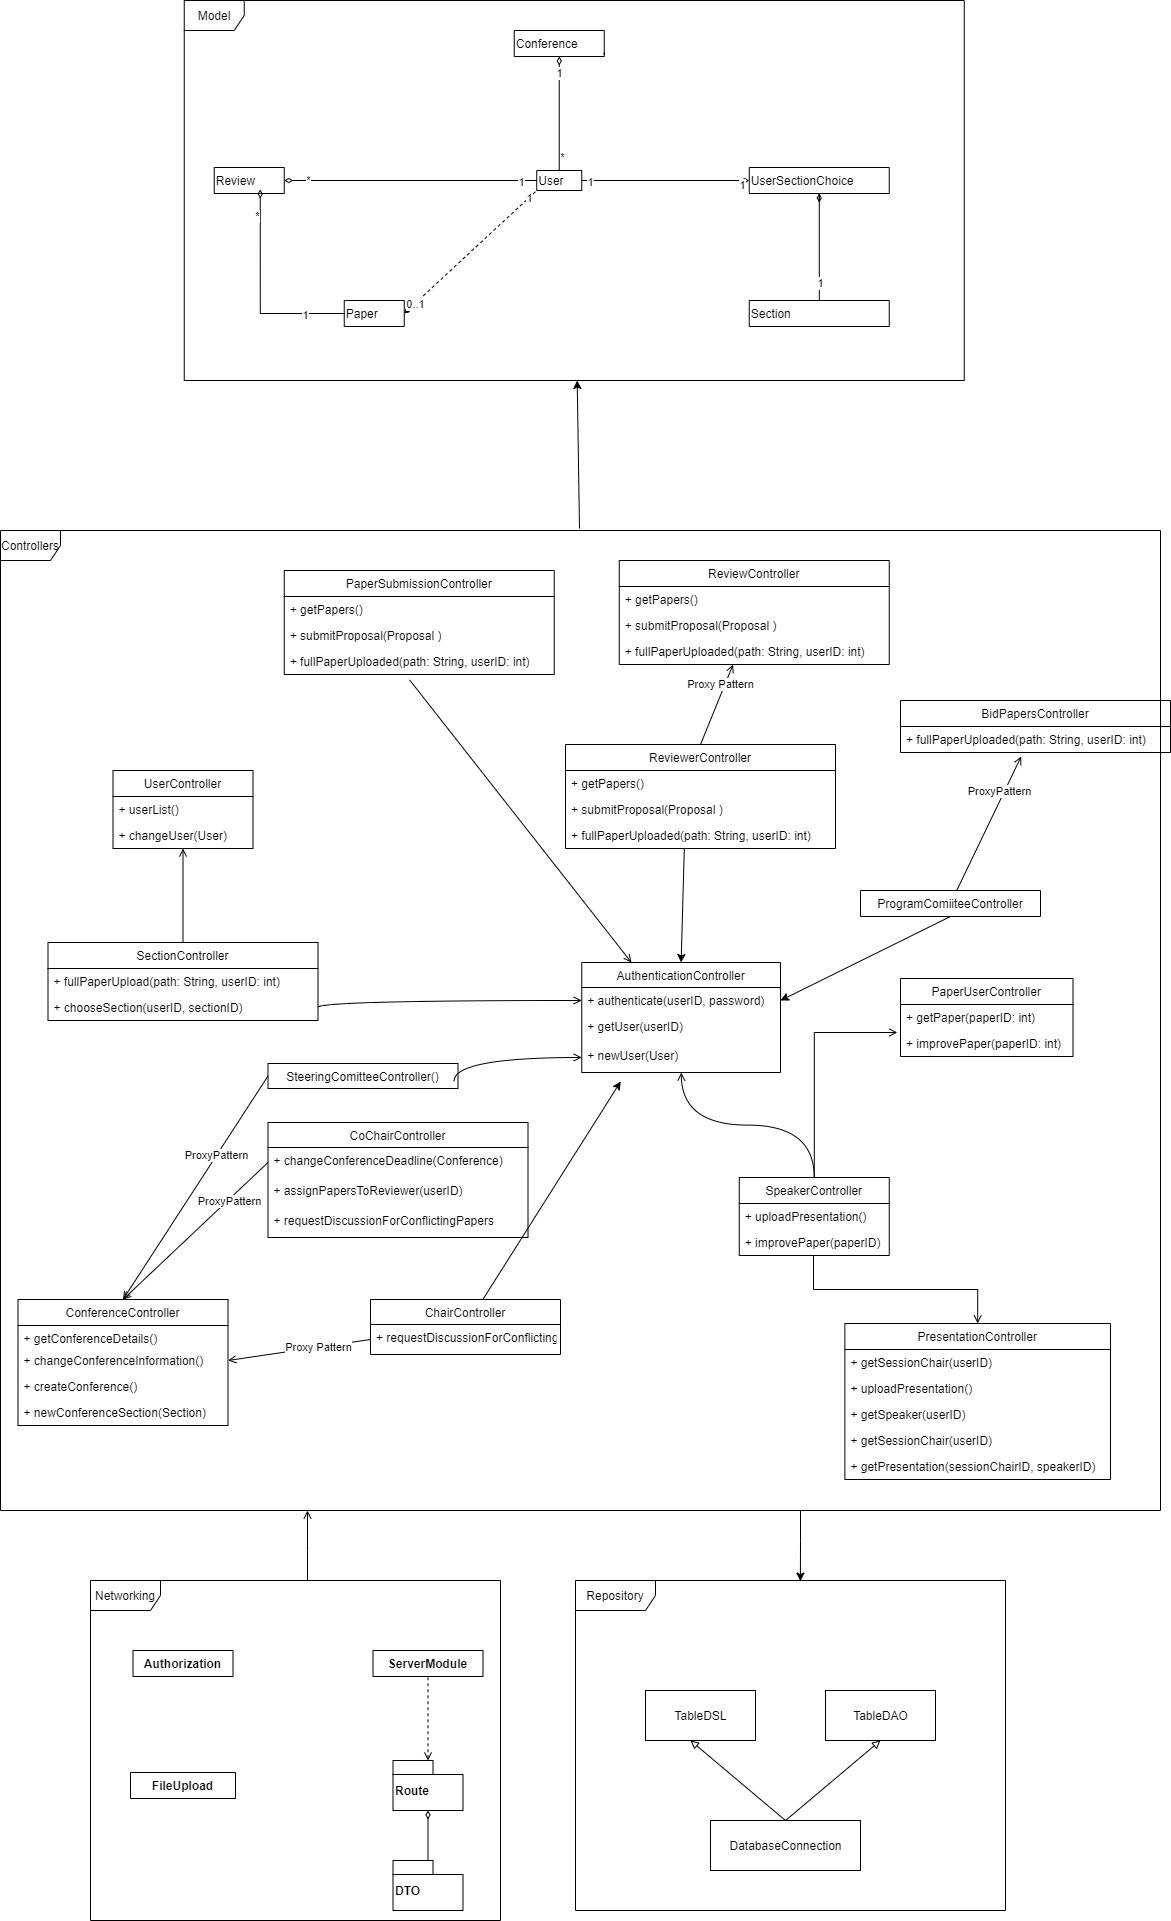 Model
Conference
1
*
Review
*
1
User
1
1
UserSectionChoice
1
*
0..1
1
Paper
1
Section
Controllers
PaperSubmissionController
+ getPapers()
+ submitProposal(Proposal )
+ fullPaperUploaded(path: String, userID: int)
ReviewController
+ getPapers()
+ submitProposal(Proposal )
+ fullPaperUploaded(path: String, userID: int)
Proxy Pattern
BidPapersController
+ fullPaperUploaded(path: String, userID: int)
ReviewerController
+ getPapers()
+ submitProposal(Proposal )
+ fullPaperUploaded(path: String, userID: int)
ProxyPattern
UserController
+ userList()
+ changeUser(User)
ProgramComiiteeController
SectionController
+ fullPaperUpload(path: String, userID: int)
+ chooseSection(userID, sectionID)
AuthenticationController
+ authenticate(userID, password)
+ getUser(userID)
+ newUser(User)
PaperUserController
+ getPaper(paperID: int)
+ improvePaper(paperID: int)
SteeringComitteeController()
ProxyPattern
CoChairController
+ changeConferenceDeadline(Conference)
+ assignPapersToReviewer(userID)
+ requestDiscussionForConflictingPapers
ProxyPattern
SpeakerController
+ uploadPresentation()
+ improvePaper(paperID)
ConferenceController
+ getConferenceDetails()
+ changeConferenceInformation()
+ createConference()
+ newConferenceSection(Section)
Proxy Pattern
ChairController
+ requestDiscussionForConflicting
PresentationController
+ getSessionChair(userID)
+ uploadPresentation()
+ getSpeaker(userID)
+ getSessionChair(userID)
+ getPresentation(sessionChairID, speakerID)
Networking
Authorization
ServerModule
FileUpload
Route
DTO
Repository
TableDSL
TableDAO
DatabaseConnection